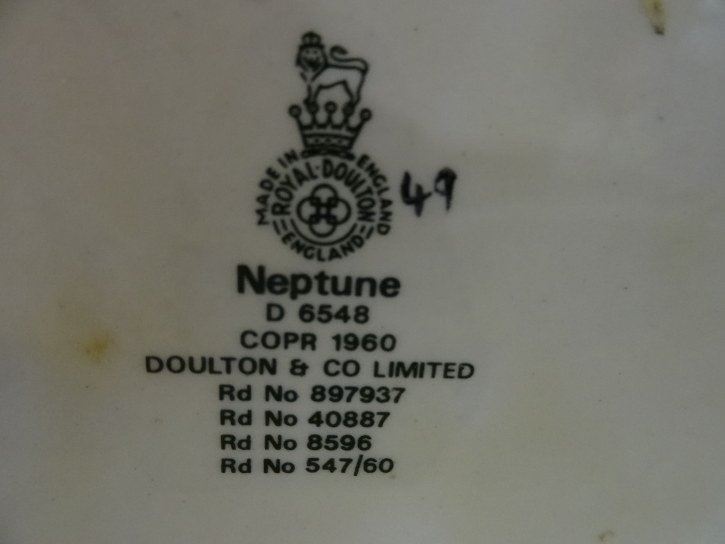 MADE IN ENGLAND
ROYAL·DOULTON
ENGLAND
49
Neptune
D 6548
COPR 1960
DOULTON & CO LIMITED
Rd No 897937
Rd No 40887
Rd No 8596
Rd No 547/60